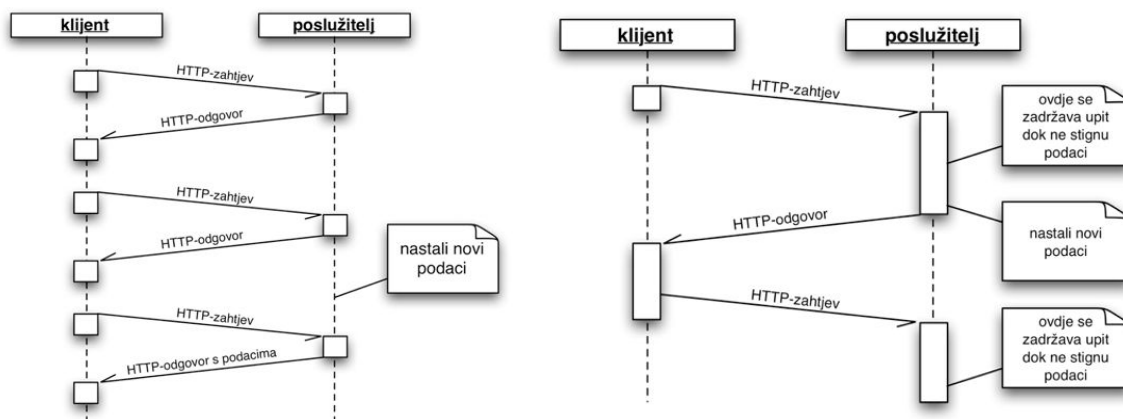 klijent
poslužitelj
HTTP-zahtjev
HTTP-odgovor
HTTP-zahtjev
HTTP-odgovor
nastali novi
podaci
HTTP-zahtjev
HTTP-odgovor s podacima
klijent
poslužitelj
HTTP-zahtjev
ovdje se
zadržava upit
dok ne stignu
podaci
HTTP-odgovor
nastali novi
podaci
HTTP-zahtjev
ovdje se
zadržava upit
dok ne stignu
podaci